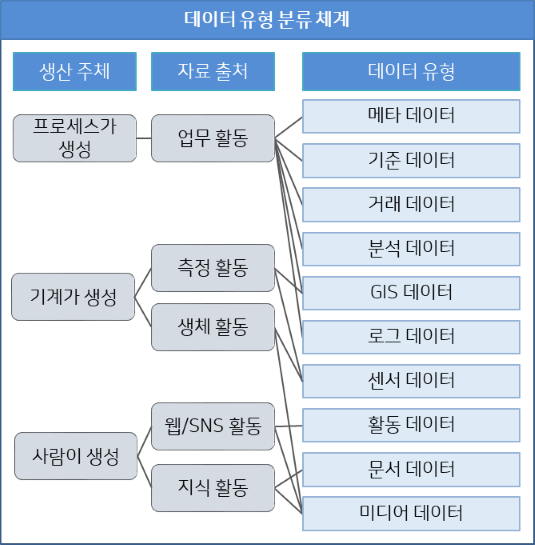 데이터 유형 분류 체계
생산 주체
자료 출처
데이터 유형
프로세스가
생성
업무 활동
메타 데이터
기준 데이터
거래 데이터
분석 데이터
기계가 생성
측정 활동
생체 활동
GIS 데이터
로그 데이터
센서 데이터
사람이 생성
웹/SNS 활동
지식 활동
활동 데이터
문서 데이터
미디어 데이터